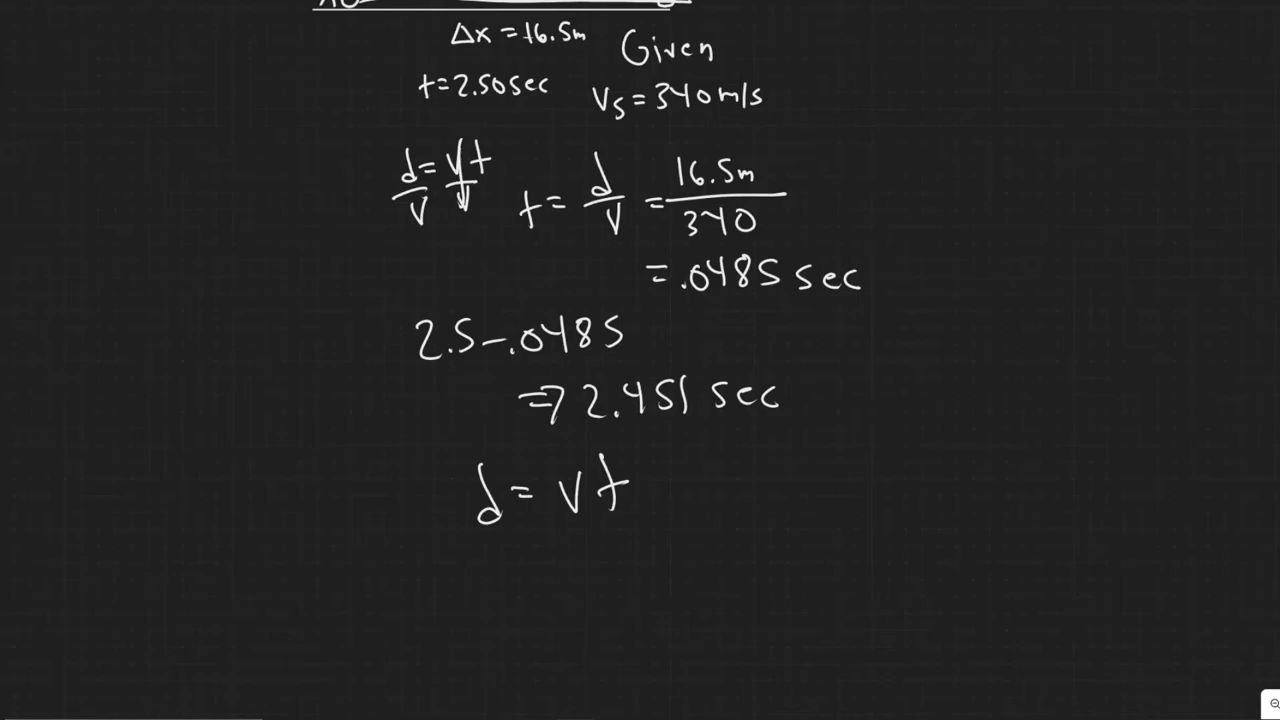 Δx = 16.5m Given
t=2.50sec Vs = 340 m/s
d = vt
v v
t = d/v = 16.5m/340
= .0485 sec
2.5-.0485
=> 2.451 sec
d = vt